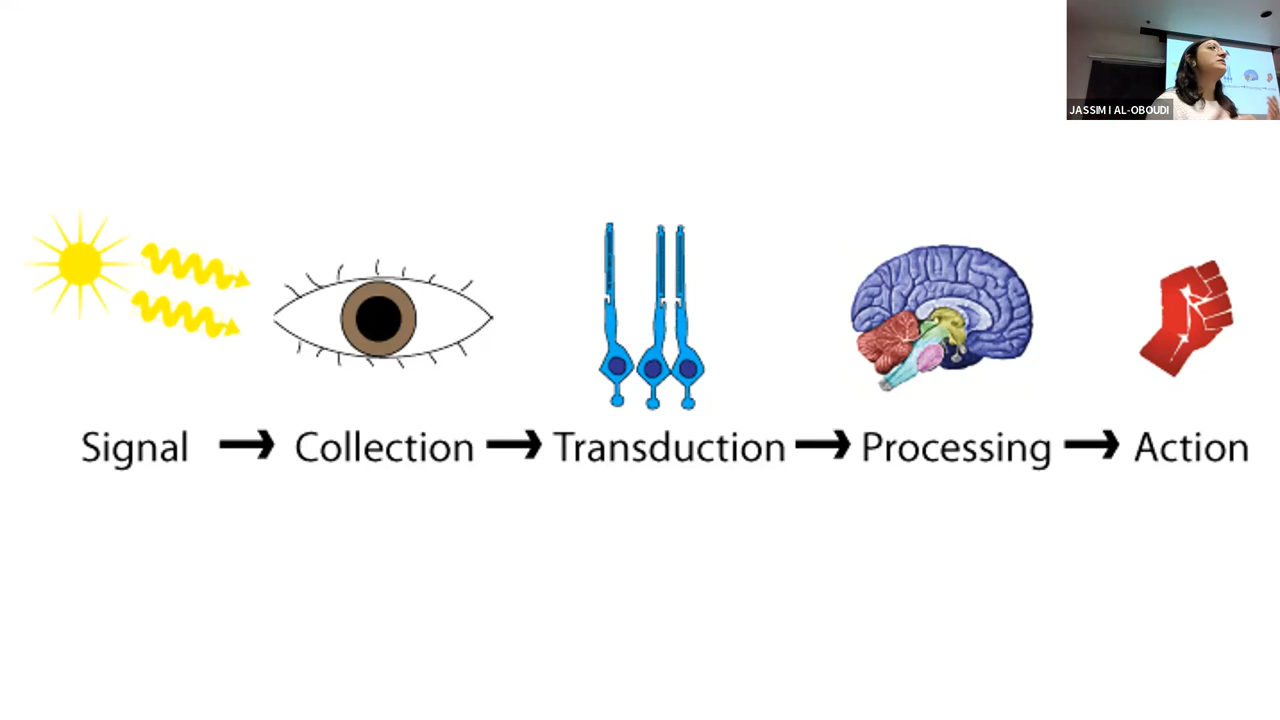 JASSIM I AL-OBOUDI
Signal → Collection → Transduction → Processing → Action